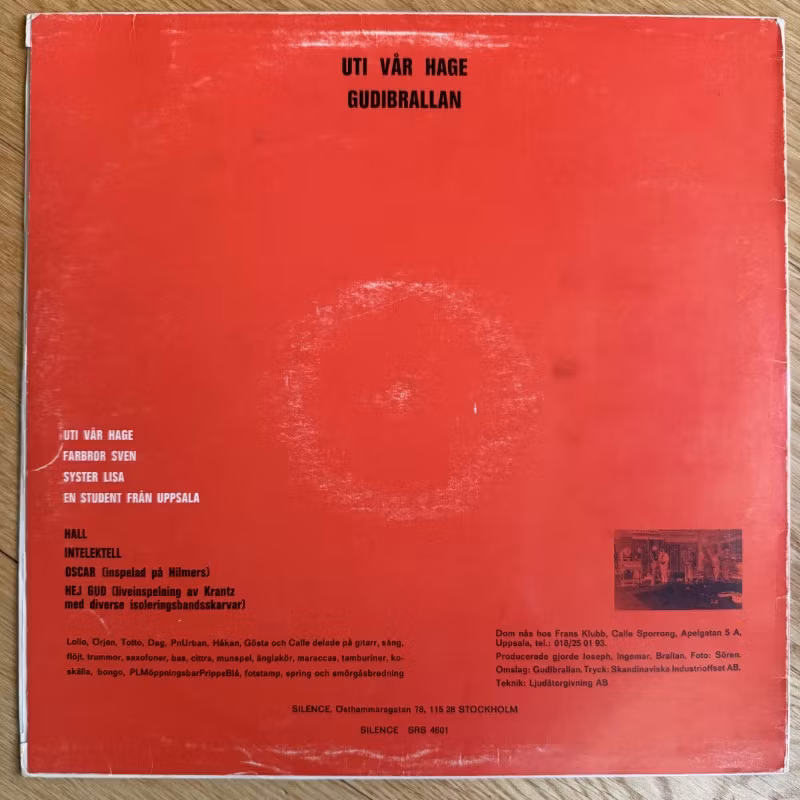 UTI VÅR HAGE
GUDIBRALLAN
UTI VÅR HAGE
FARBROR SVEN
SYSTER LISA
EN STUDENT FRÅN UPPSALA
HALL
INTELEKTELL
OSCAR (inspelad på Hilmers)
HEJ GUD (liveinspelning av Krantz
med diverse isoleringsbandsskarvar)
Lollo, Örjan, Totto, Dag, PnUrban, Håkan, Gösta och Calle delade på gitarr, sång,
flöjt, trummor, saxofoner, bas, cittra, munspel, änglakör, maraccas, tamburiner, ko-
skälla, bongo, PLMöppningsbarPrippsBlå, fotstamp, spring och smörgåsbredning
Dom nås hos Frans Klubb, Calle Sporrong, Apelgatan 5 A,
Uppsala, tel.: 018/25 01 93.
Producerade gjorde Joseph, Ingemar, Brallan. Foto: Sören.
Omslag: Gudibrallan. Tryck: Skandinaviska Industrioffset AB.
Teknik: Ljudåtergivning AB
SILENCE, Östhammarsgatan 78, 115 28 STOCKHOLM
SILENCE SRS 4601